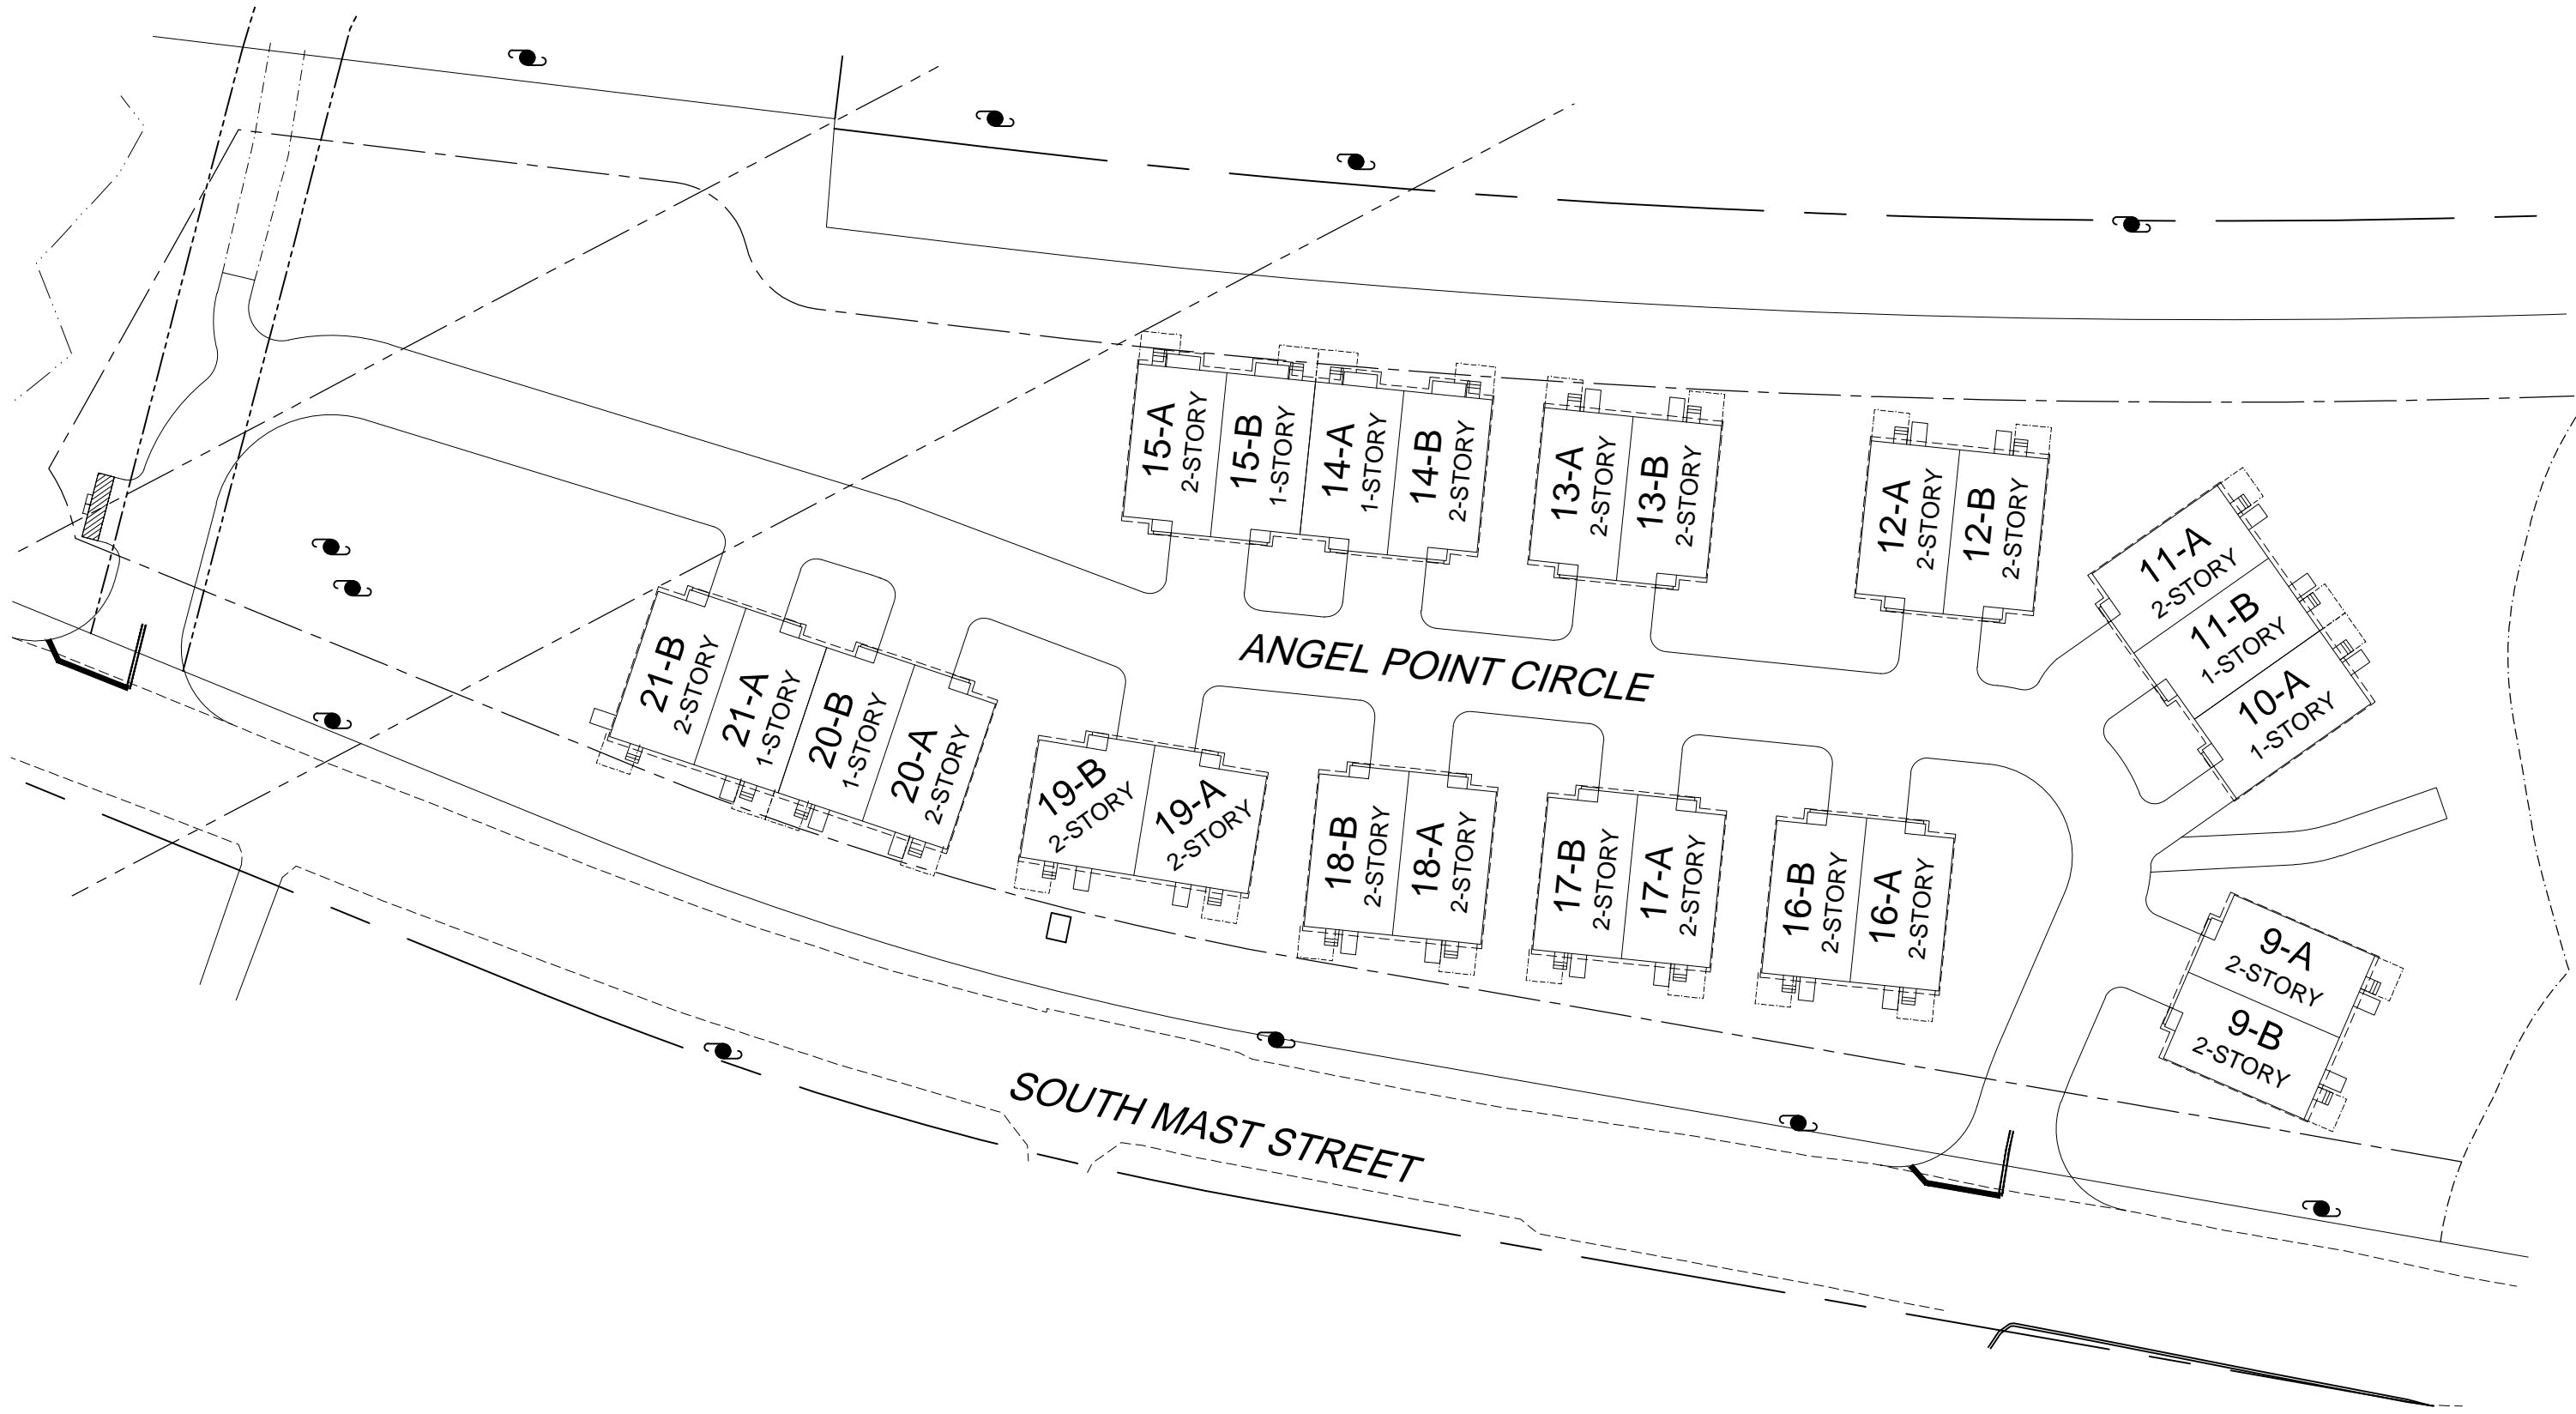 15-A
2-STORY
15-B
1-STORY
14-A
1-STORY
14-B
2-STORY
13-A
2-STORY
13-B
2-STORY
12-A
2-STORY
12-B
2-STORY
11-A
2-STORY
11-B
1-STORY
10-A
1-STORY
ANGEL POINT CIRCLE
21-B
2-STORY
21-A
1-STORY
20-B
1-STORY
20-A
2-STORY
19-B
2-STORY
19-A
2-STORY
18-B
2-STORY
18-A
2-STORY
17-B
2-STORY
17-A
2-STORY
16-B
2-STORY
16-A
2-STORY
9-A
2-STORY
9-B
2-STORY
SOUTH MAST STREET